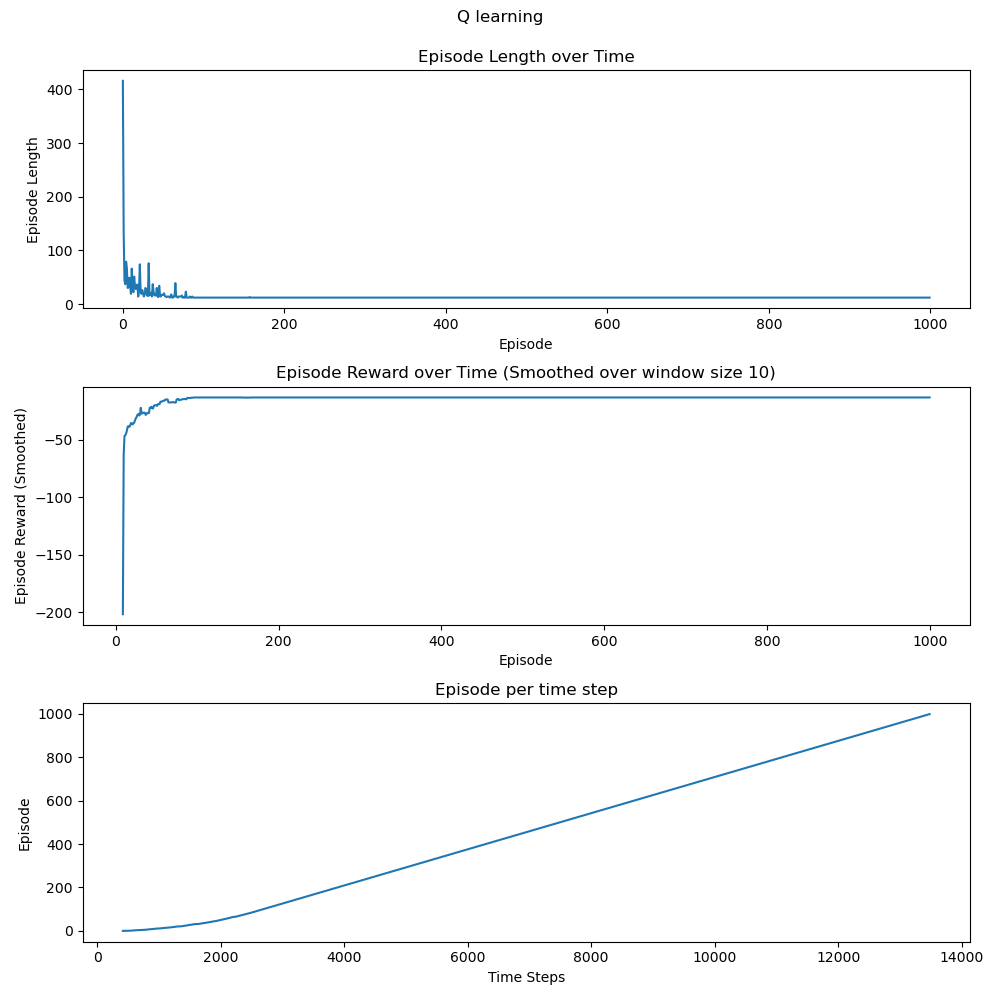 Q learning
Episode Length over Time
400
300
200
100
0
Episode Length
0 200 400 600 800 1000
Episode
Episode Reward over Time (Smoothed over window size 10)
−50
−100
−150
−200
Episode Reward (Smoothed)
0 200 400 600 800 1000
Episode
Episode per time step
1000
800
600
400
200
0
Episode
0 2000 4000 6000 8000 10000 12000 14000
Time Steps